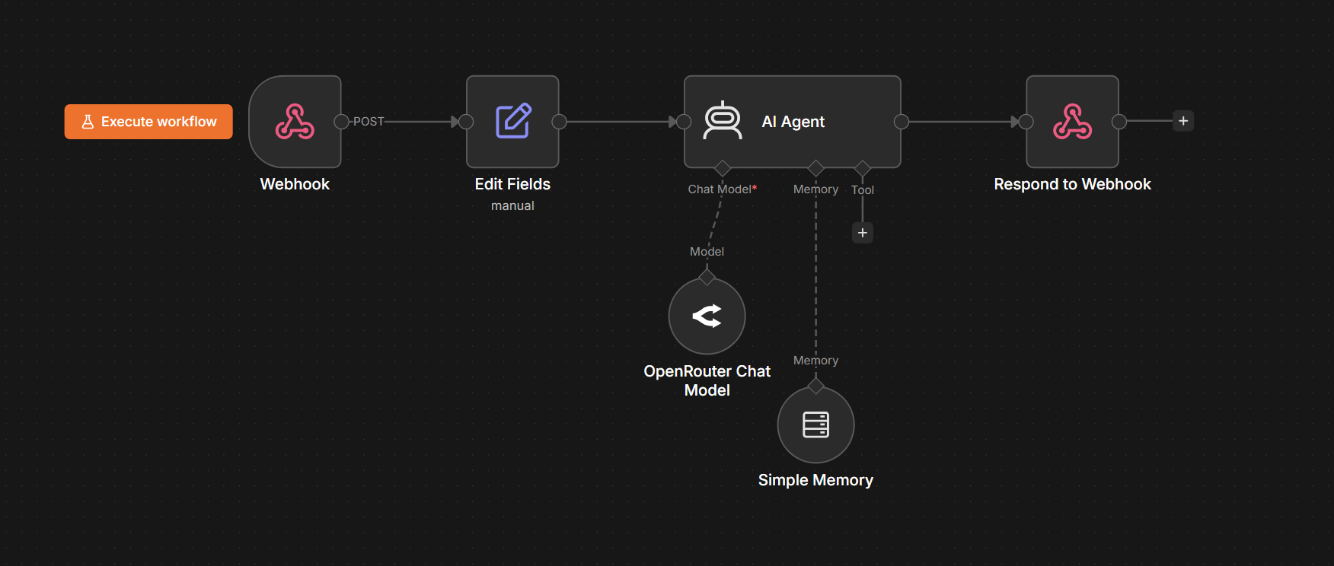 Execute workflow
POST
AI Agent
Webhook
Edit Fields
manual
Chat Model*
Memory
Tool
Respond to Webhook
Model
OpenRouter Chat
Model
Memory
Simple Memory